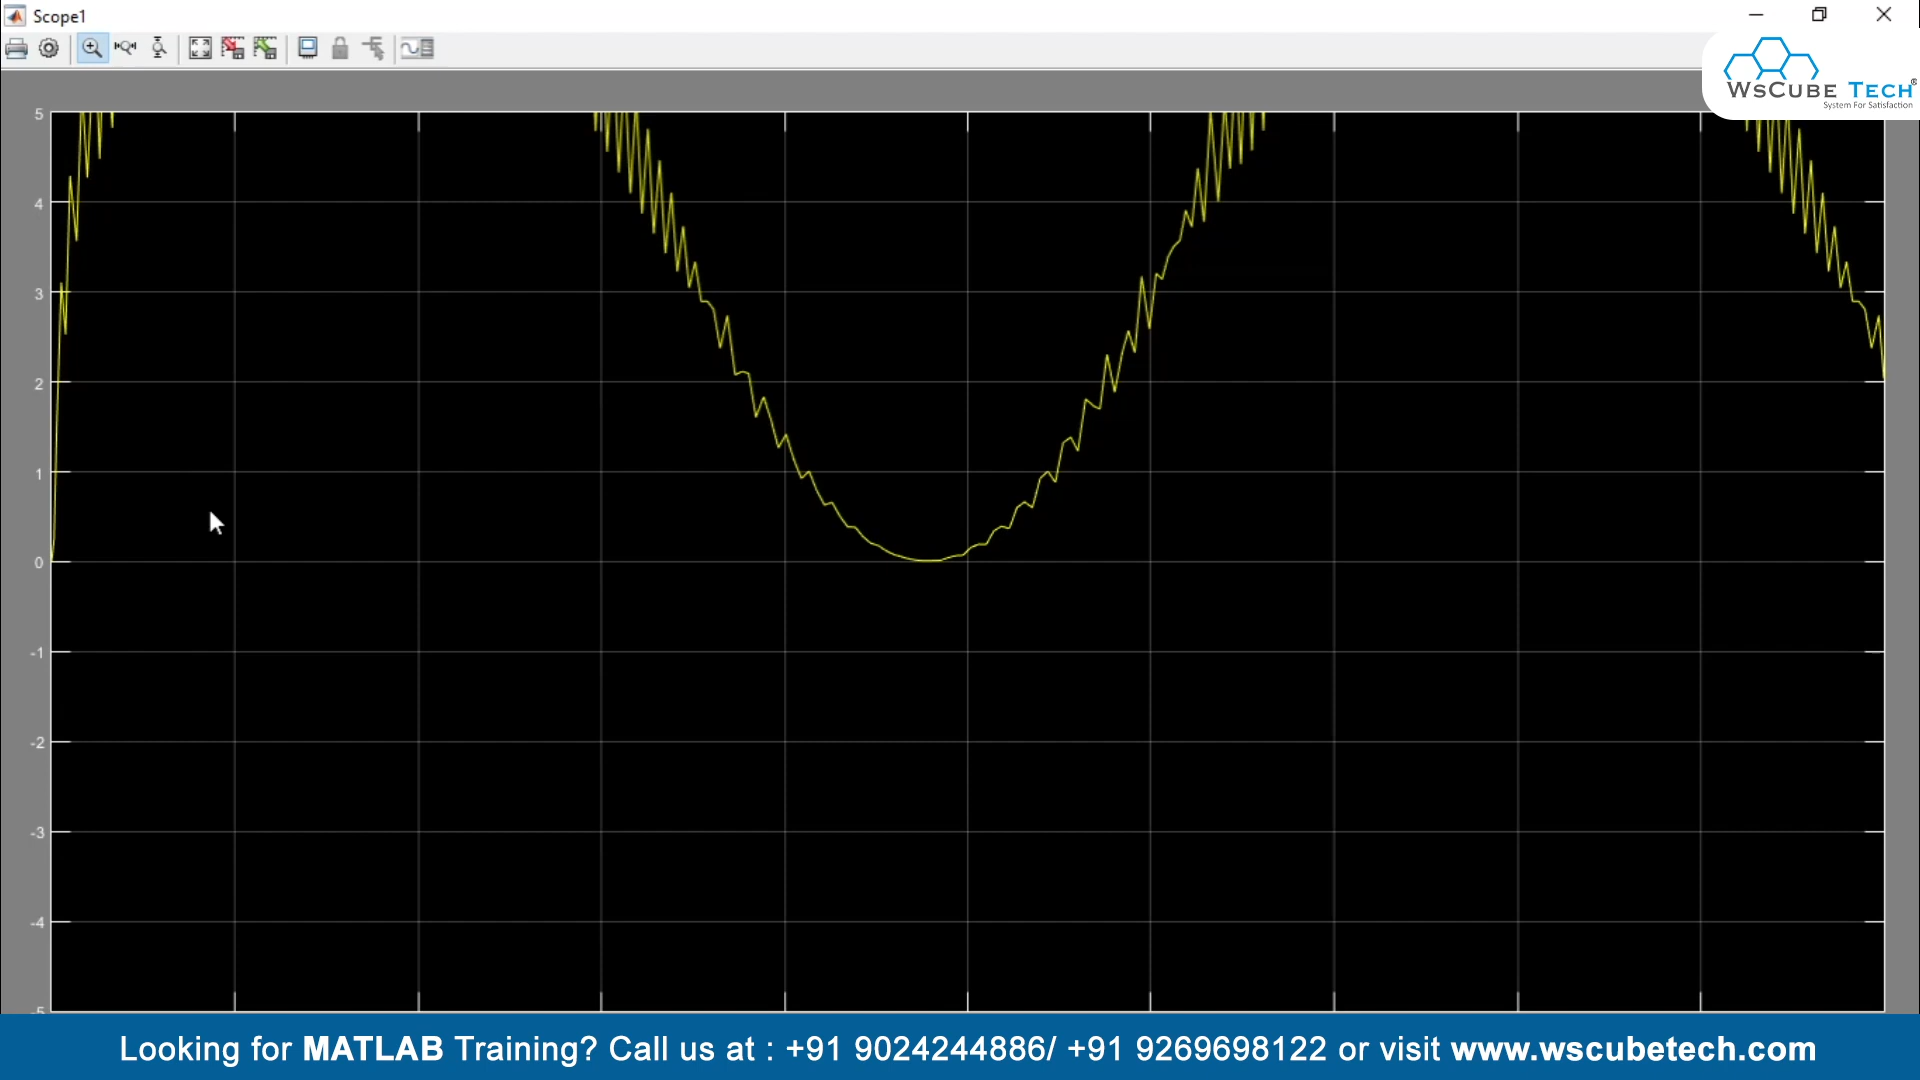 Scope1
WsCube Tech®
System For Satisfaction
5
4
3
2
1
0
-1
-2
-3
-4
-5
Looking for MATLAB Training? Call us at : +91 9024244886/ +91 9269698122 or visit www.wscubetech.com